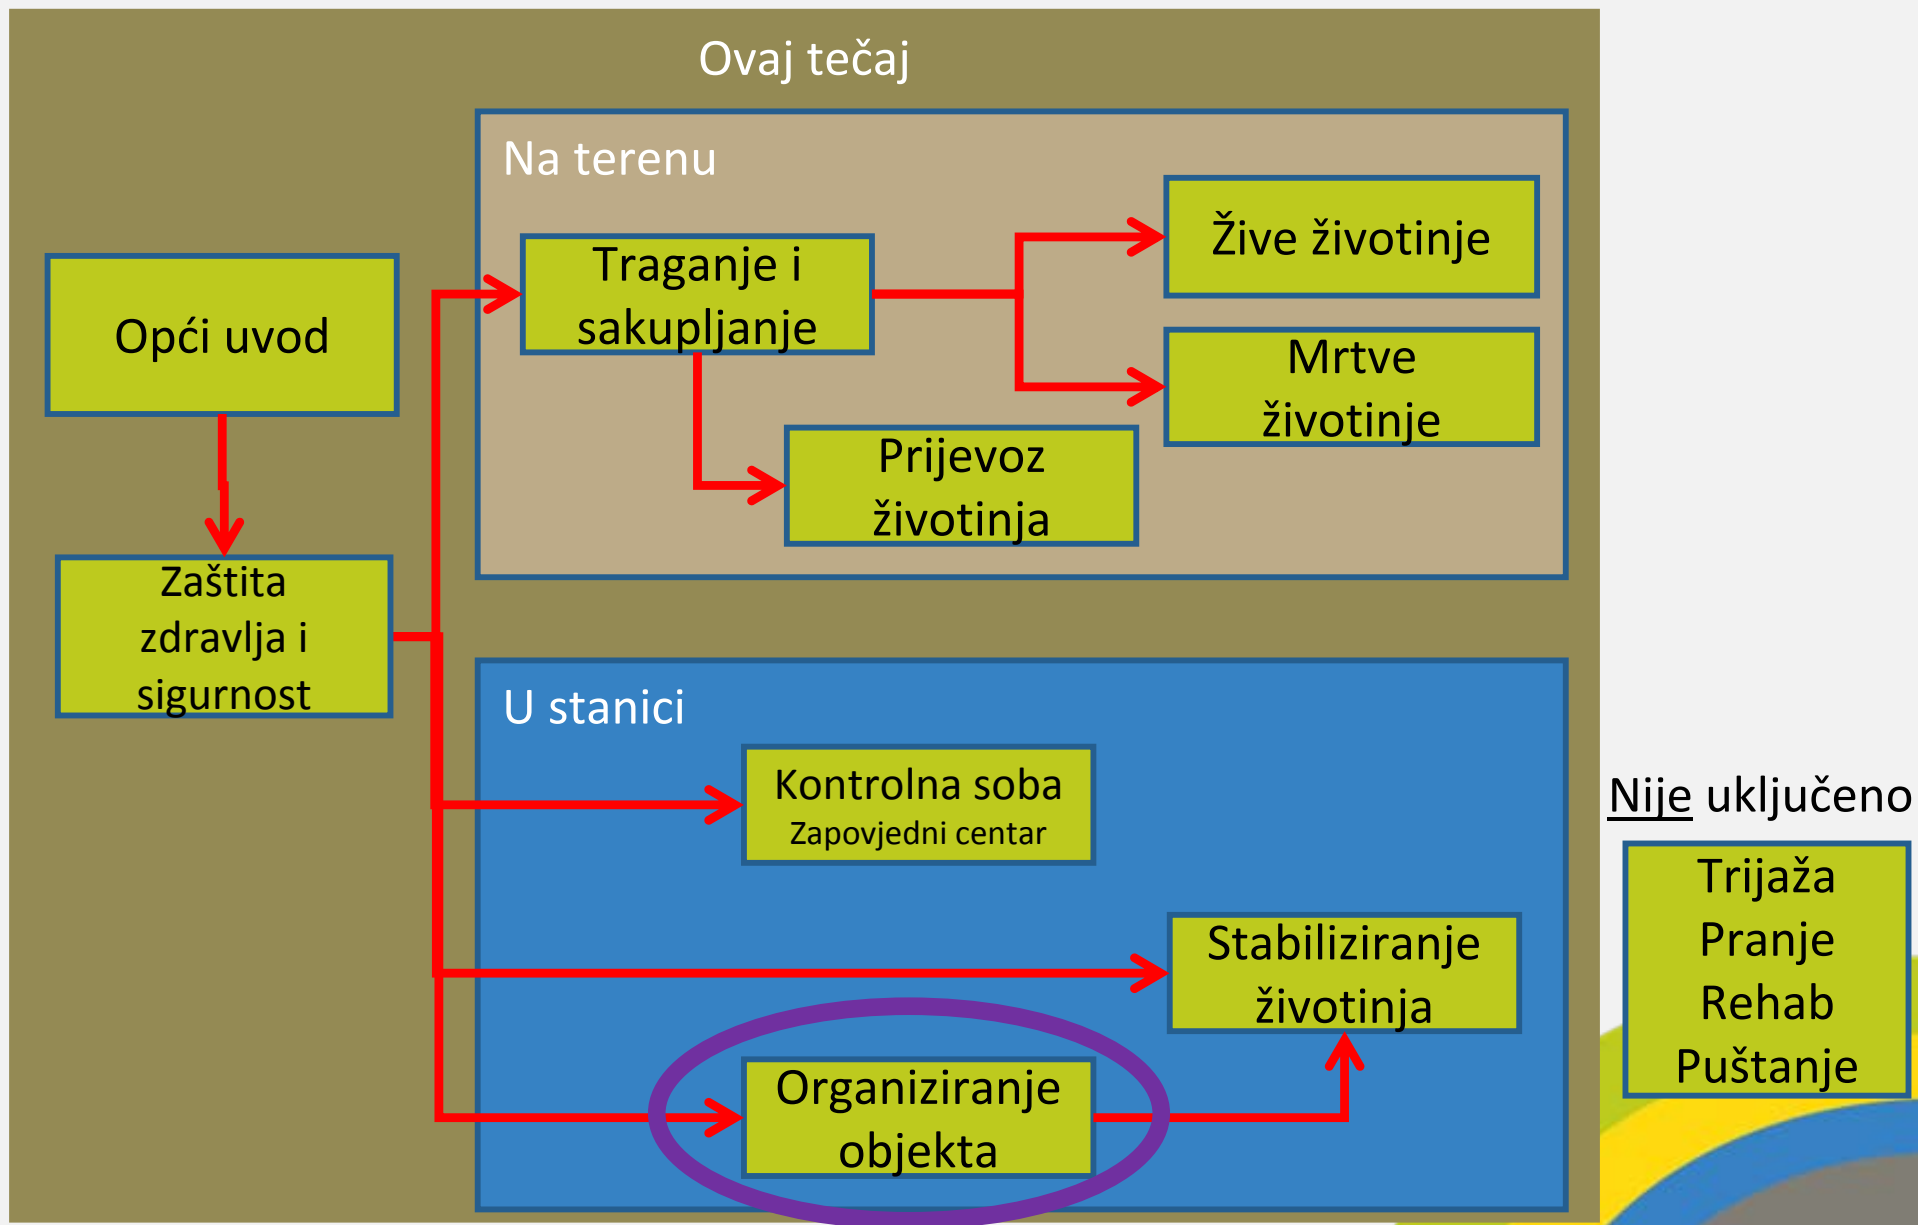 Ovaj tečaj
Na terenu
Žive životinje
Traganje i
sakupljanje
Opći uvod
Mrtve
životinje
Prijevoz
životinja
Zaštita
zdravlja i
sigurnost
U stanici
Kontrolna soba
Zapovjedni centar
Stabiliziranje
životinja
Organiziranje
objekta
Nije uključeno
Trijaža
Pranje
Rehab
Puštanje